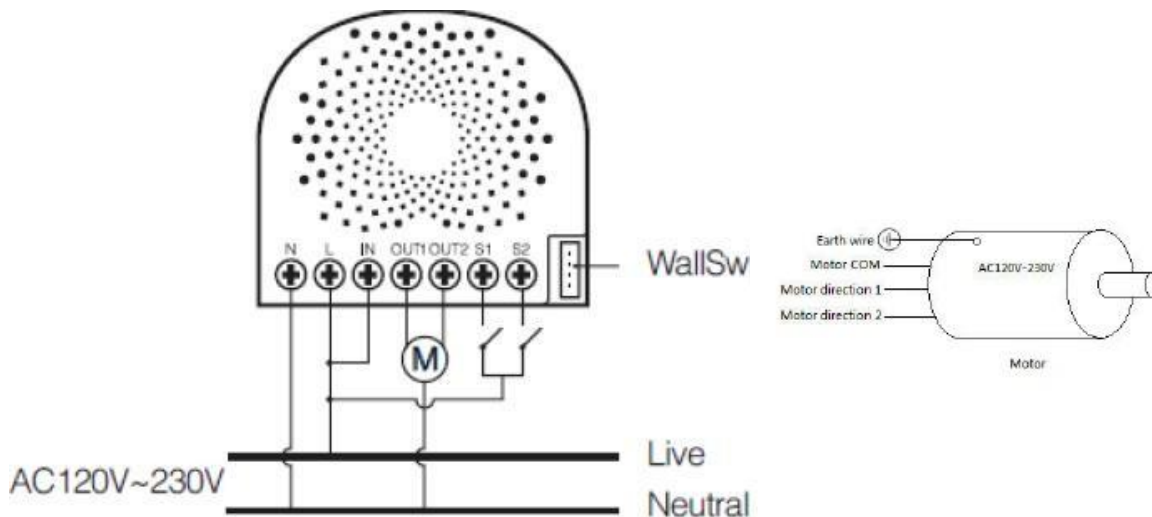 N L IN OUT1 OUT2 S1 S2
WallSw
M
AC120V~230V
Live
Neutral
Earth wire
Motor COM
AC120V~230V
Motor direction 1
Motor direction 2
Motor